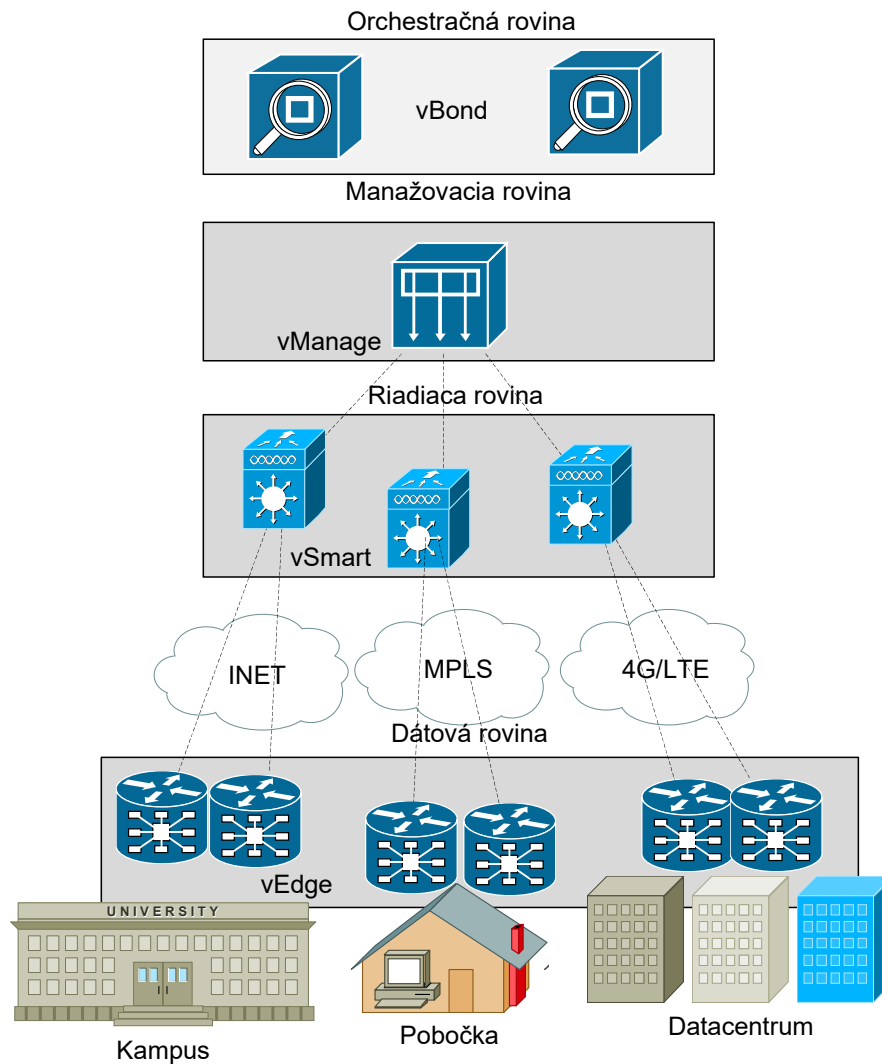 Orchestračná rovina
vBond
Manažovacia rovina
vManage
Riadiaca rovina
vSmart
INET
MPLS
4G/LTE
Dátová rovina
vEdge
UNIVERSITY
Kampus
Pobočka
Datacentrum